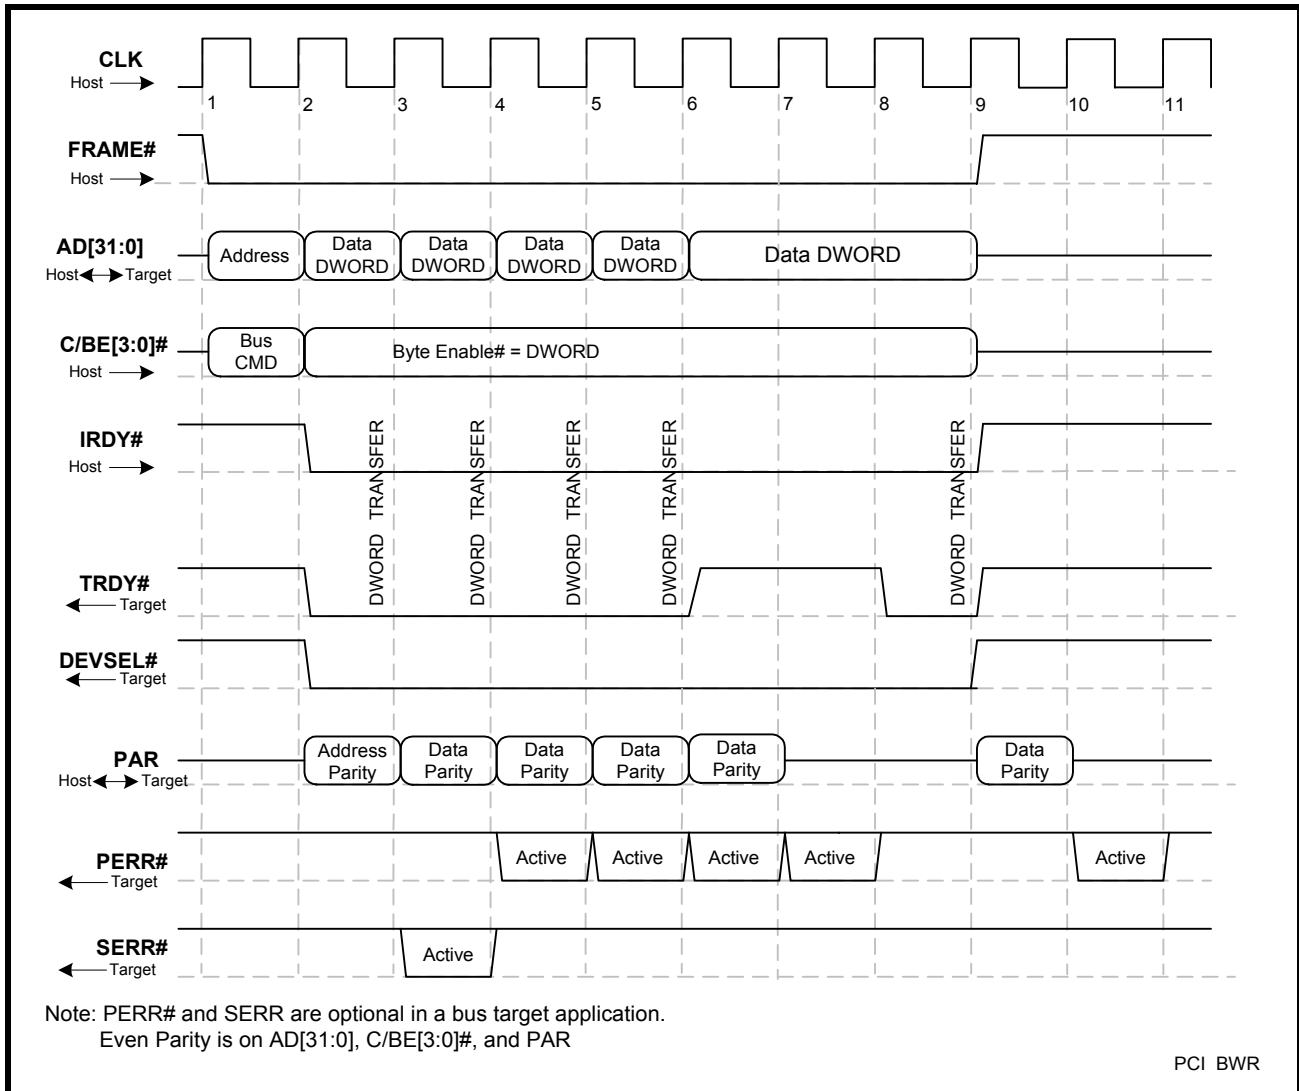 CLK
Host
1 2 3 4 5 6 7 8 9 10 11
FRAME#
Host
AD[31:0]
Host Target
Address
Data
DWORD
Data
DWORD
Data
DWORD
Data
DWORD
Data DWORD
C/BE[3:0]#
Host
Bus
CMD
Byte Enable# = DWORD
IRDY#
Host
DWORD TRANSFER
DWORD TRANSFER
DWORD TRANSFER
DWORD TRANSFER
DWORD TRANSFER
TRDY#
Target
DEVSEL#
Target
PAR
Host Target
Address
Parity
Data
Parity
Data
Parity
Data
Parity
Data
Parity
Data
Parity
PERR#
Target
Active Active Active Active Active
SERR#
Target
Active
Note: PERR# and SERR are optional in a bus target application.
Even Parity is on AD[31:0], C/BE[3:0]#, and PAR
PCI BWR